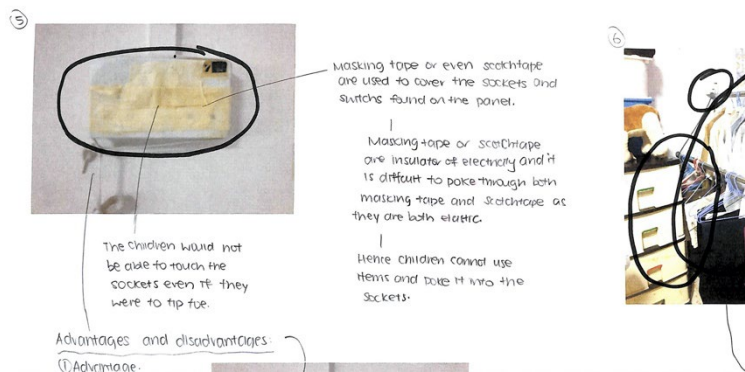 5
Masking tape or even scotchtape
are used to cover the sockets and
switchs found on the panel.
Masking tape or scotchtape
are insulator of electricity and it
is difficult to poke through both
masking tape and scotchtape as
they are both elastic.
Hence children cannot use
items and poke it into the
sockets.
The children would not
be able to touch the
sockets even if they
were to tip toe.
Advantages and disadvantages:
① Advantage.
6